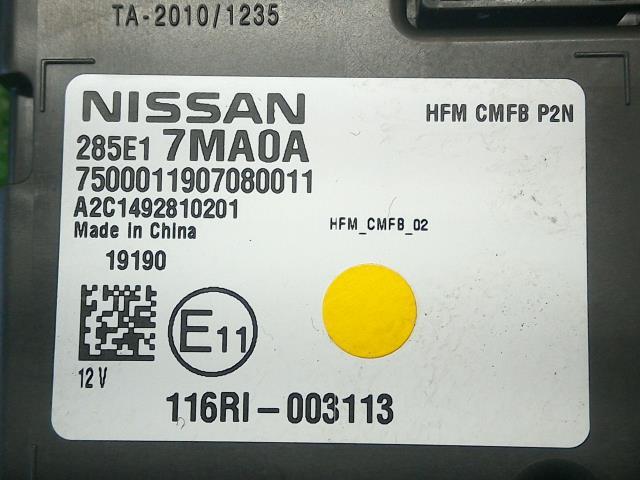 TA-2010/1235
NISSAN HFM CMFB P2N
285E1 7MA0A
7500011907080011
A2C1492810201
Made in China HFM_CMFB_02
19190
E11
12 V
116RI-003113